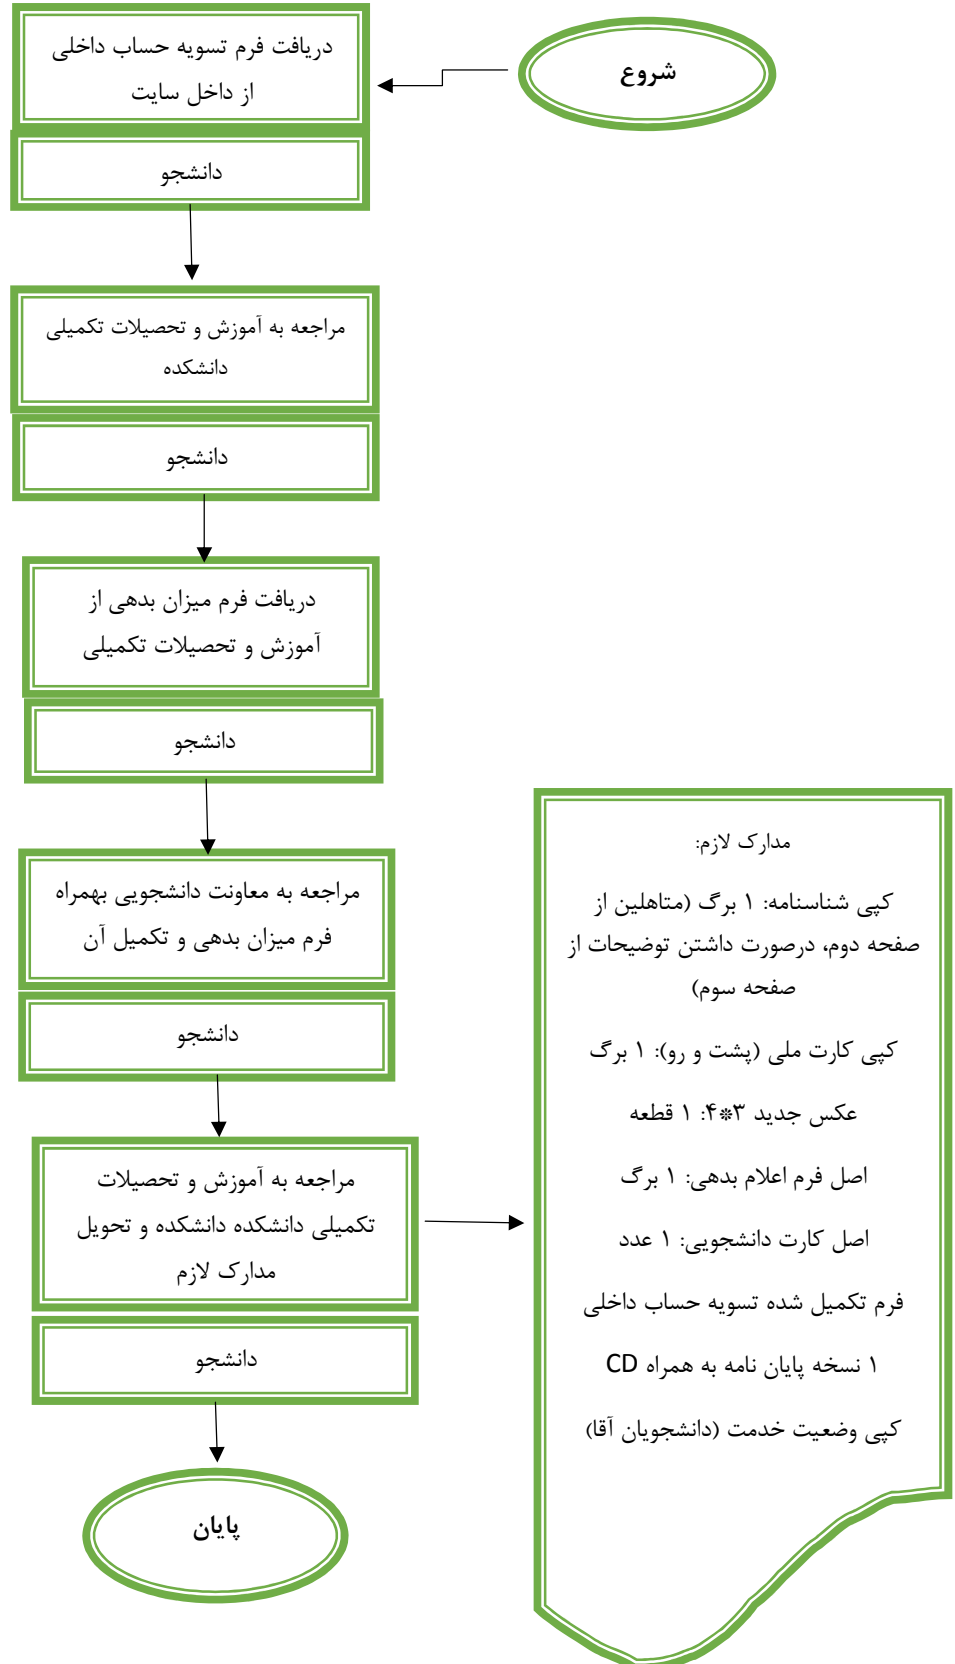 شروع
دریافت فرم تسویه حساب داخلی
از داخل سایت
دانشجو
مراجعه به آموزش و تحصیلات تکمیلی
دانشکده
دانشجو
دریافت فرم میزان بدهی از
آموزش و تحصیلات تکمیلی
دانشجو
مراجعه به معاونت دانشجویی بهمراه
فرم میزان بدهی و تکمیل آن
دانشجو
مراجعه به آموزش و تحصیلات
تکمیلی دانشکده دانشکده و تحویل
مدارک لازم
دانشجو
پایان
مدارک لازم:
کپی شناسنامه: ۱ برگ (متاهلین از
صفحه دوم، درصورت داشتن توضیحات از
صفحه سوم)
کپی کارت ملی (پشت و رو): ۱ برگ
عکس جدید ۳*۴: ۱ قطعه
اصل فرم اعلام بدهی: ۱ برگ
اصل کارت دانشجویی: ۱ عدد
فرم تکمیل شده تسویه حساب داخلی
۱ نسخه پایان نامه به همراه CD
کپی وضعیت خدمت (دانشجویان آقا)